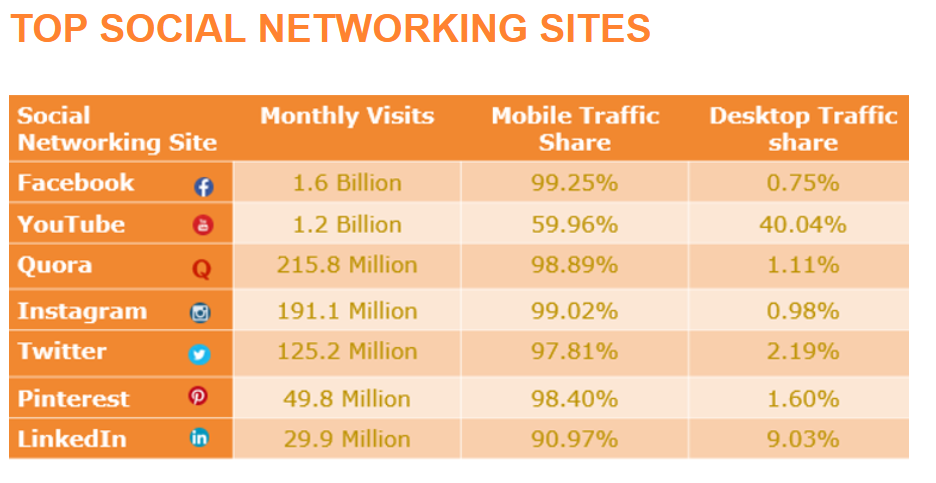 TOP SOCIAL NETWORKING SITES
Social
Networking Site
Monthly Visits
Mobile Traffic
Share
Desktop Traffic
share
Facebook 1.6 Billion 99.25% 0.75%
YouTube 1.2 Billion 59.96% 40.04%
Quora 215.8 Million 98.89% 1.11%
Instagram 191.1 Million 99.02% 0.98%
Twitter 125.2 Million 97.81% 2.19%
Pinterest 49.8 Million 98.40% 1.60%
LinkedIn 29.9 Million 90.97% 9.03%